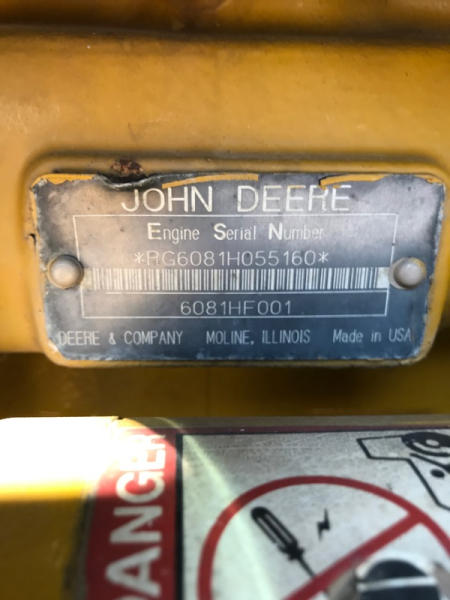 JOHN DEERE
Engine Serial Number
*RG6081H055160*
6081HF001
DEERE & COMPANY MOLINE, ILLINOIS Made in USA
DANGER